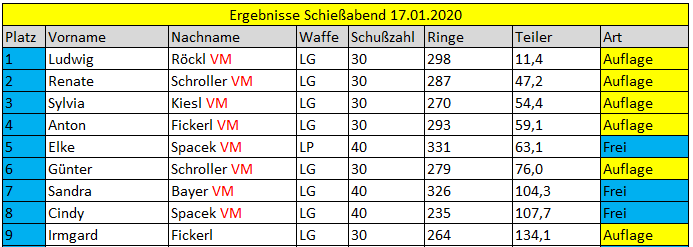 Ergebnisse Schießabend 17.01.2020
Platz Vorname Nachname Waffe Schußzahl Ringe Teiler Art
1 Ludwig Röckl VM LG 30 298 11,4 Auflage
2 Renate Schroller VM LG 30 287 47,2 Auflage
3 Sylvia Kiesl VM LG 30 270 54,4 Auflage
4 Anton Fickerl VM LG 30 293 59,1 Auflage
5 Elke Spacek VM LP 40 331 63,1 Frei
6 Günter Schroller VM LG 30 279 76,0 Auflage
7 Sandra Bayer VM LG 40 326 104,3 Frei
8 Cindy Spacek VM LG 40 235 107,7 Frei
9 Irmgard Fickerl LG 30 264 134,1 Auflage